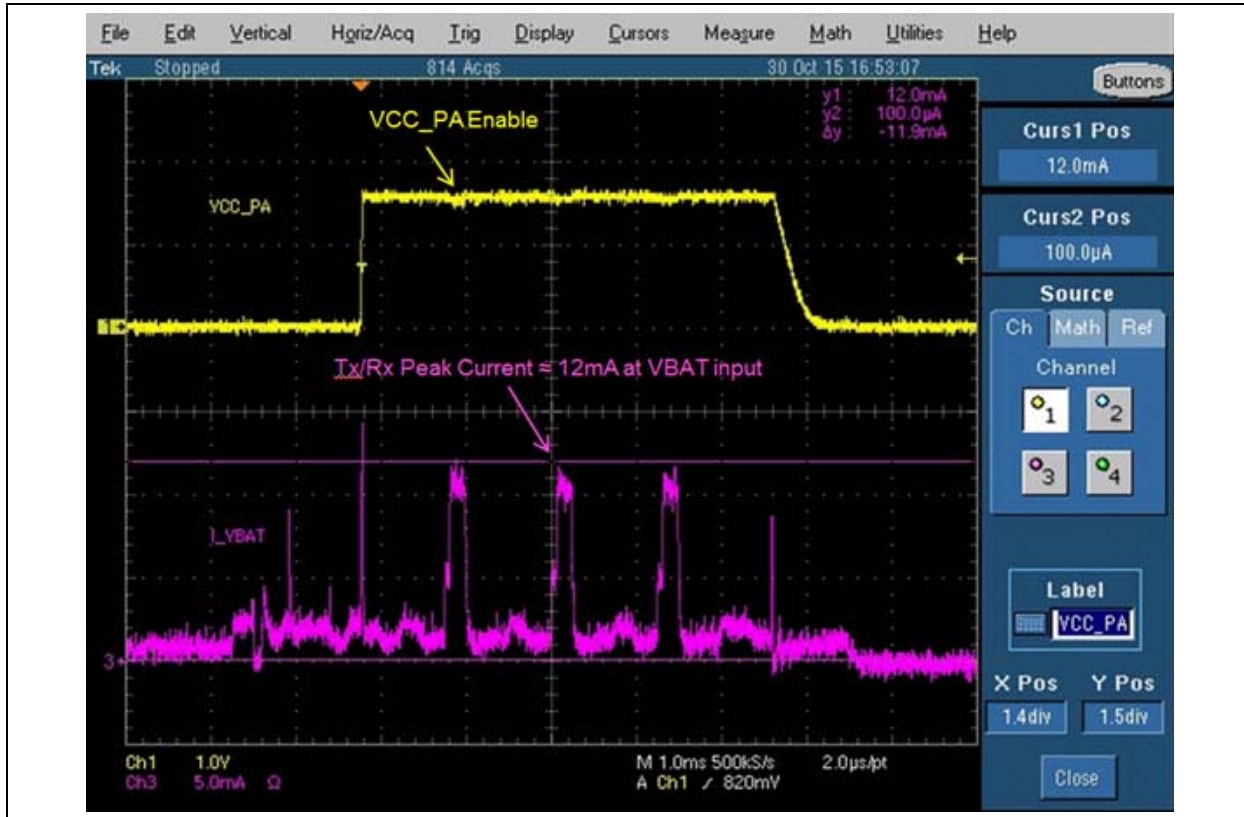 File Edit Vertical Horiz/Acq Trig Display Cursors Measure Math Utilities Help
Tek Stopped 814 Acqs 30 Oct 15 16:53:07
Buttons
y1 : 12.0mA
y2 : 100.0µA
Δy : -11.9mA
VCC_PA Enable
VCC_PA
Curs1 Pos
12.0mA
Curs2 Pos
100.0µA
Source
Ch Math Ref
Channel
1 2
3 4
1
T
Tx/Rx Peak Current ≈ 12mA at VBAT input
I_VBAT
3
Label
VCC_PA
X Pos Y Pos
1.4div 1.5div
Close
Ch1 1.0V M 1.0ms 500kS/s 2.0µs/pt
Ch3 5.0mA Ω A Ch1 / 820mV